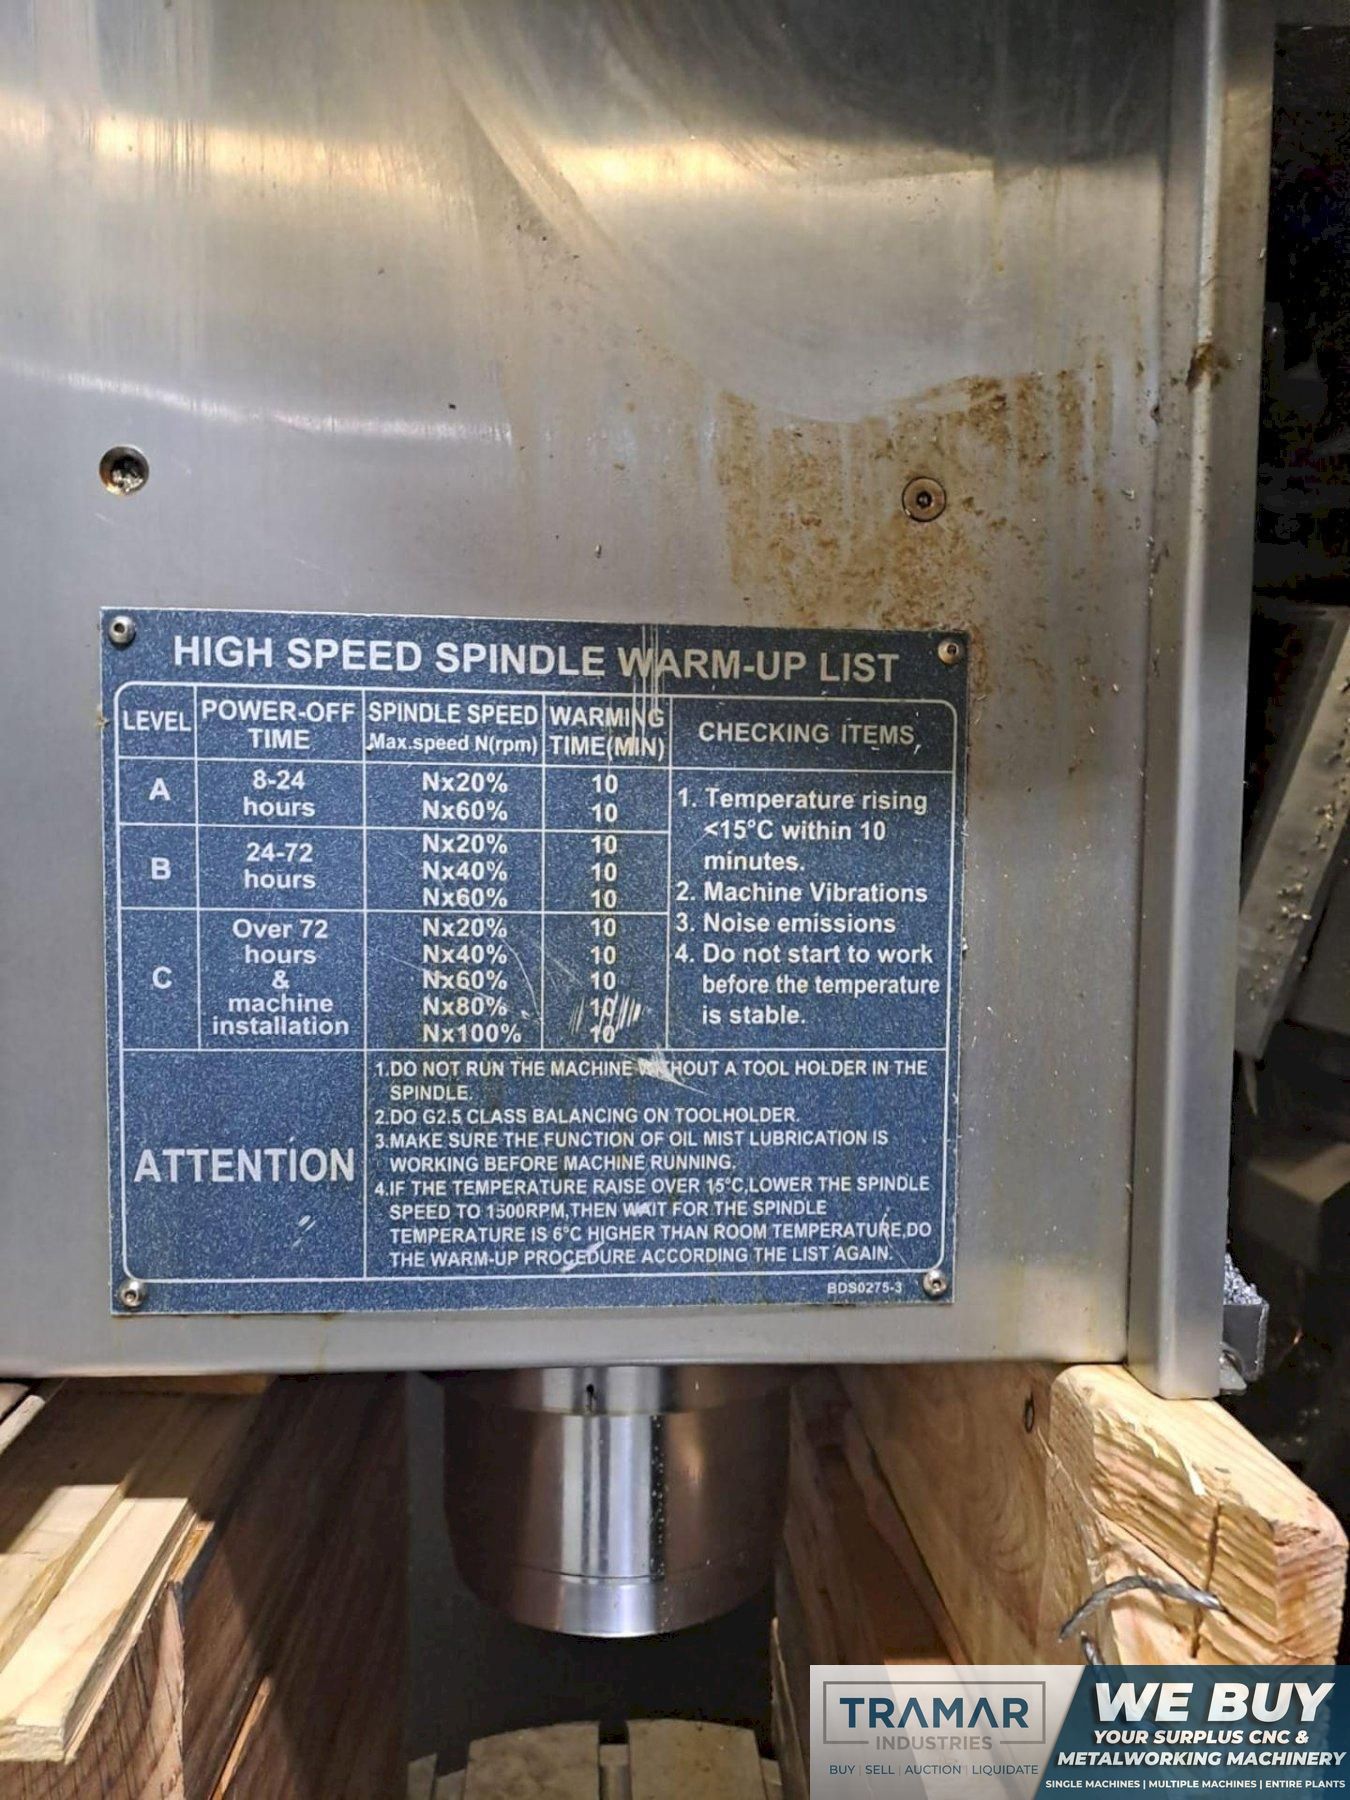 HIGH SPEED SPINDLE WARM-UP LIST
LEVEL
POWER-OFF
TIME
SPINDLE SPEED
Max.speed N(rpm)
WARMING
TIME(MIN)
CHECKING ITEMS
A
8-24
hours
Nx20% 10
Nx60% 10
B
24-72
hours
Nx20% 10
Nx40% 10
Nx60% 10
C
Over 72
hours
&
machine
installation
Nx20% 10
Nx40% 10
Nx60% 10
Nx80% 10
Nx100% 10
1. Temperature rising
<15°C within 10
minutes.
2. Machine Vibrations
3. Noise emissions
4. Do not start to work
before the temperature
is stable.
ATTENTION
1.DO NOT RUN THE MACHINE WITHOUT A TOOL HOLDER IN THE
SPINDLE.
2.DO G2.5 CLASS BALANCING ON TOOLHOLDER.
3.MAKE SURE THE FUNCTION OF OIL MIST LUBRICATION IS
WORKING BEFORE MACHINE RUNNING.
4.IF THE TEMPERATURE RAISE OVER 15°C,LOWER THE SPINDLE
SPEED TO 1500RPM,THEN WAIT FOR THE SPINDLE
TEMPERATURE IS 6°C HIGHER THAN ROOM TEMPERATURE,DO
THE WARM-UP PROCEDURE ACCORDING THE LIST AGAIN.
BDS0275-3
TRAMAR
INDUSTRIES
BUY | SELL | AUCTION | LIQUIDATE
WE BUY
YOUR SURPLUS CNC &
METALWORKING MACHINERY
SINGLE MACHINES | MULTIPLE MACHINES | ENTIRE PLANTS